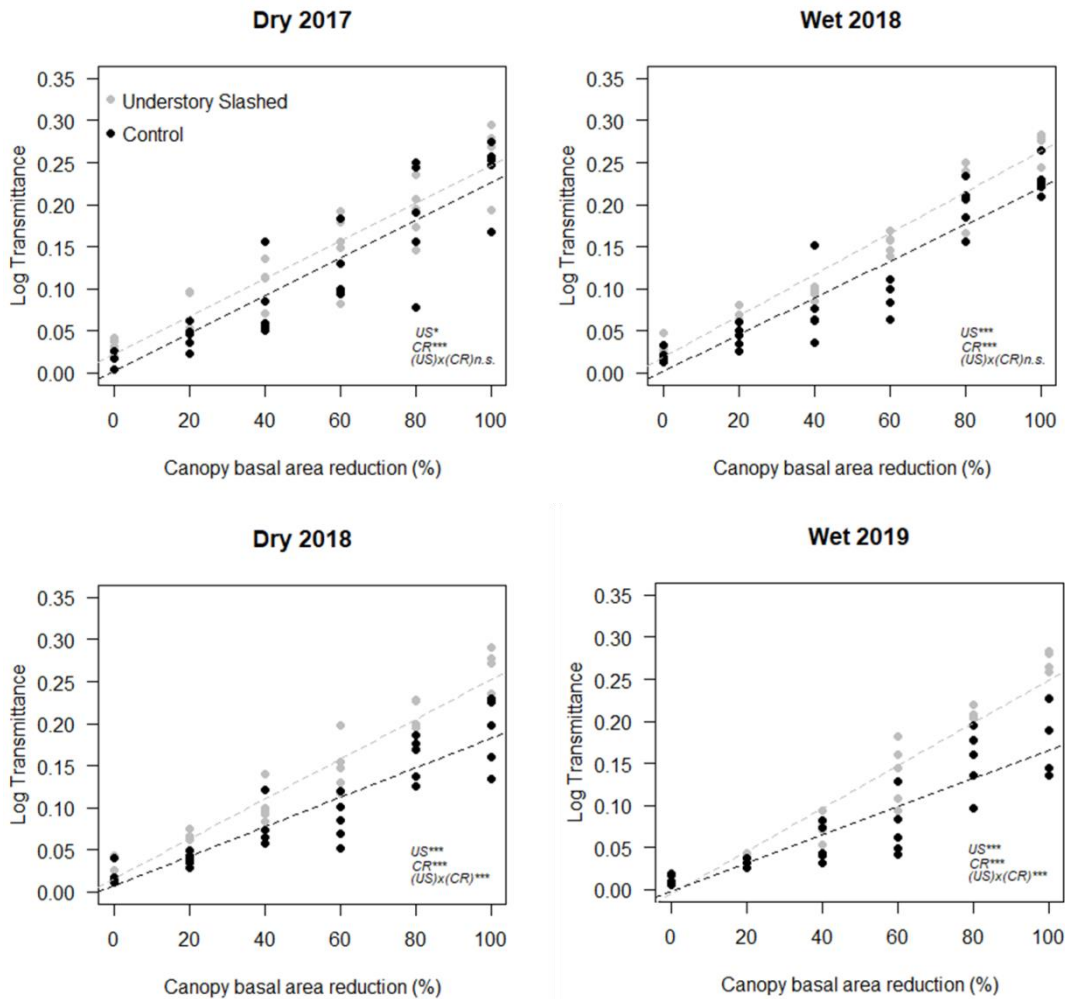 Dry 2017
0.35
0.30
0.25
0.20
0.15
0.10
0.05
0.00
Log Transmittance
Understory Slashed
Control
US*
CR***
(US)x(CR)n.s.
0 20 40 60 80 100
Canopy basal area reduction (%)
Wet 2018
0.35
0.30
0.25
0.20
0.15
0.10
0.05
0.00
Log Transmittance
US***
CR***
(US)x(CR)n.s.
0 20 40 60 80 100
Canopy basal area reduction (%)
Dry 2018
0.35
0.30
0.25
0.20
0.15
0.10
0.05
0.00
Log Transmittance
US***
CR***
(US)x(CR)***
0 20 40 60 80 100
Canopy basal area reduction (%)
Wet 2019
0.35
0.30
0.25
0.20
0.15
0.10
0.05
0.00
Log Transmittance
US***
CR***
(US)x(CR)***
0 20 40 60 80 100
Canopy basal area reduction (%)